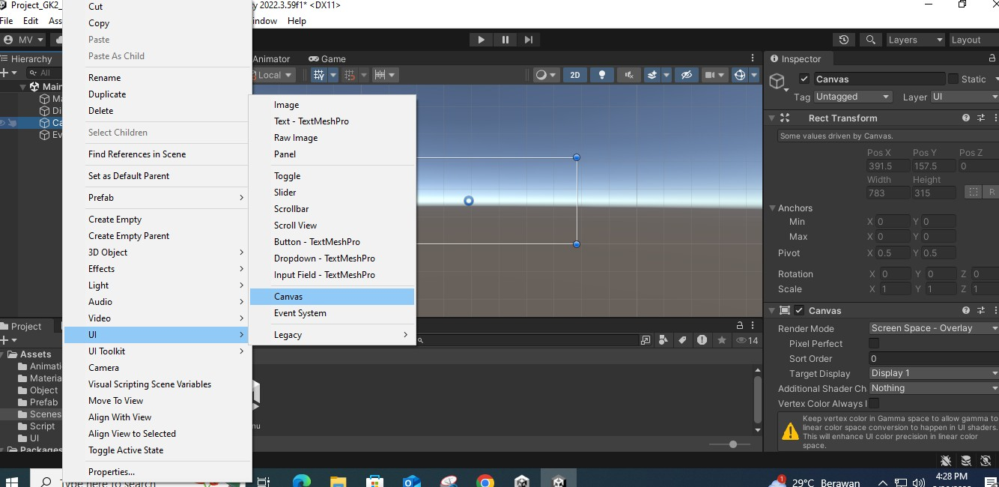 Project_GK2_
y 2022.3.59f1* <DX11>
File Edit Ass
indow Help
MV
Layers
Layout
Hierarchy
All
Main
Ma
Di
Ca
Ev
Cut
Copy
Paste
Paste As Child
Rename
Duplicate
Delete
Select Children
Find References in Scene
Set as Default Parent
Prefab
Create Empty
Create Empty Parent
3D Object
Effects
Light
Audio
Video
UI
UI Toolkit
Camera
Visual Scripting Scene Variables
Move To View
Align With View
Align View to Selected
Toggle Active State
Properties...
Image
Text - TextMeshPro
Raw Image
Panel
Toggle
Slider
Scrollbar
Scroll View
Button - TextMeshPro
Dropdown - TextMeshPro
Input Field - TextMeshPro
Canvas
Event System
Legacy
Animator Game
Local
2D
Inspector
Canvas Static
Tag Untagged Layer UI
Rect Transform
Some values driven by Canvas.
Pos X Pos Y Pos Z
391.5 157.5 0
Width Height
783 315 R
Anchors
Min X 0 Y 0
Max X 0 Y 0
Pivot X 0.5 Y 0.5
Rotation X 0 Y 0 Z 0
Scale X 1 Y 1 Z 1
Canvas
Render Mode Screen Space - Overlay
Pixel Perfect
Sort Order 0
Target Display Display 1
Additional Shader Ch Nothing
Vertex Color Always I
Keep vertex color in Gamma space to allow gamma to
linear color space conversion to happen in UI shaders.
This will enhance UI color precision in linear color
space.
Project
14
Assets
Animati
Materia
Object
Prefab
Scenes
Script
UI
Packages
nu
Type here to search
1
29°C Berawan
4:28 PM